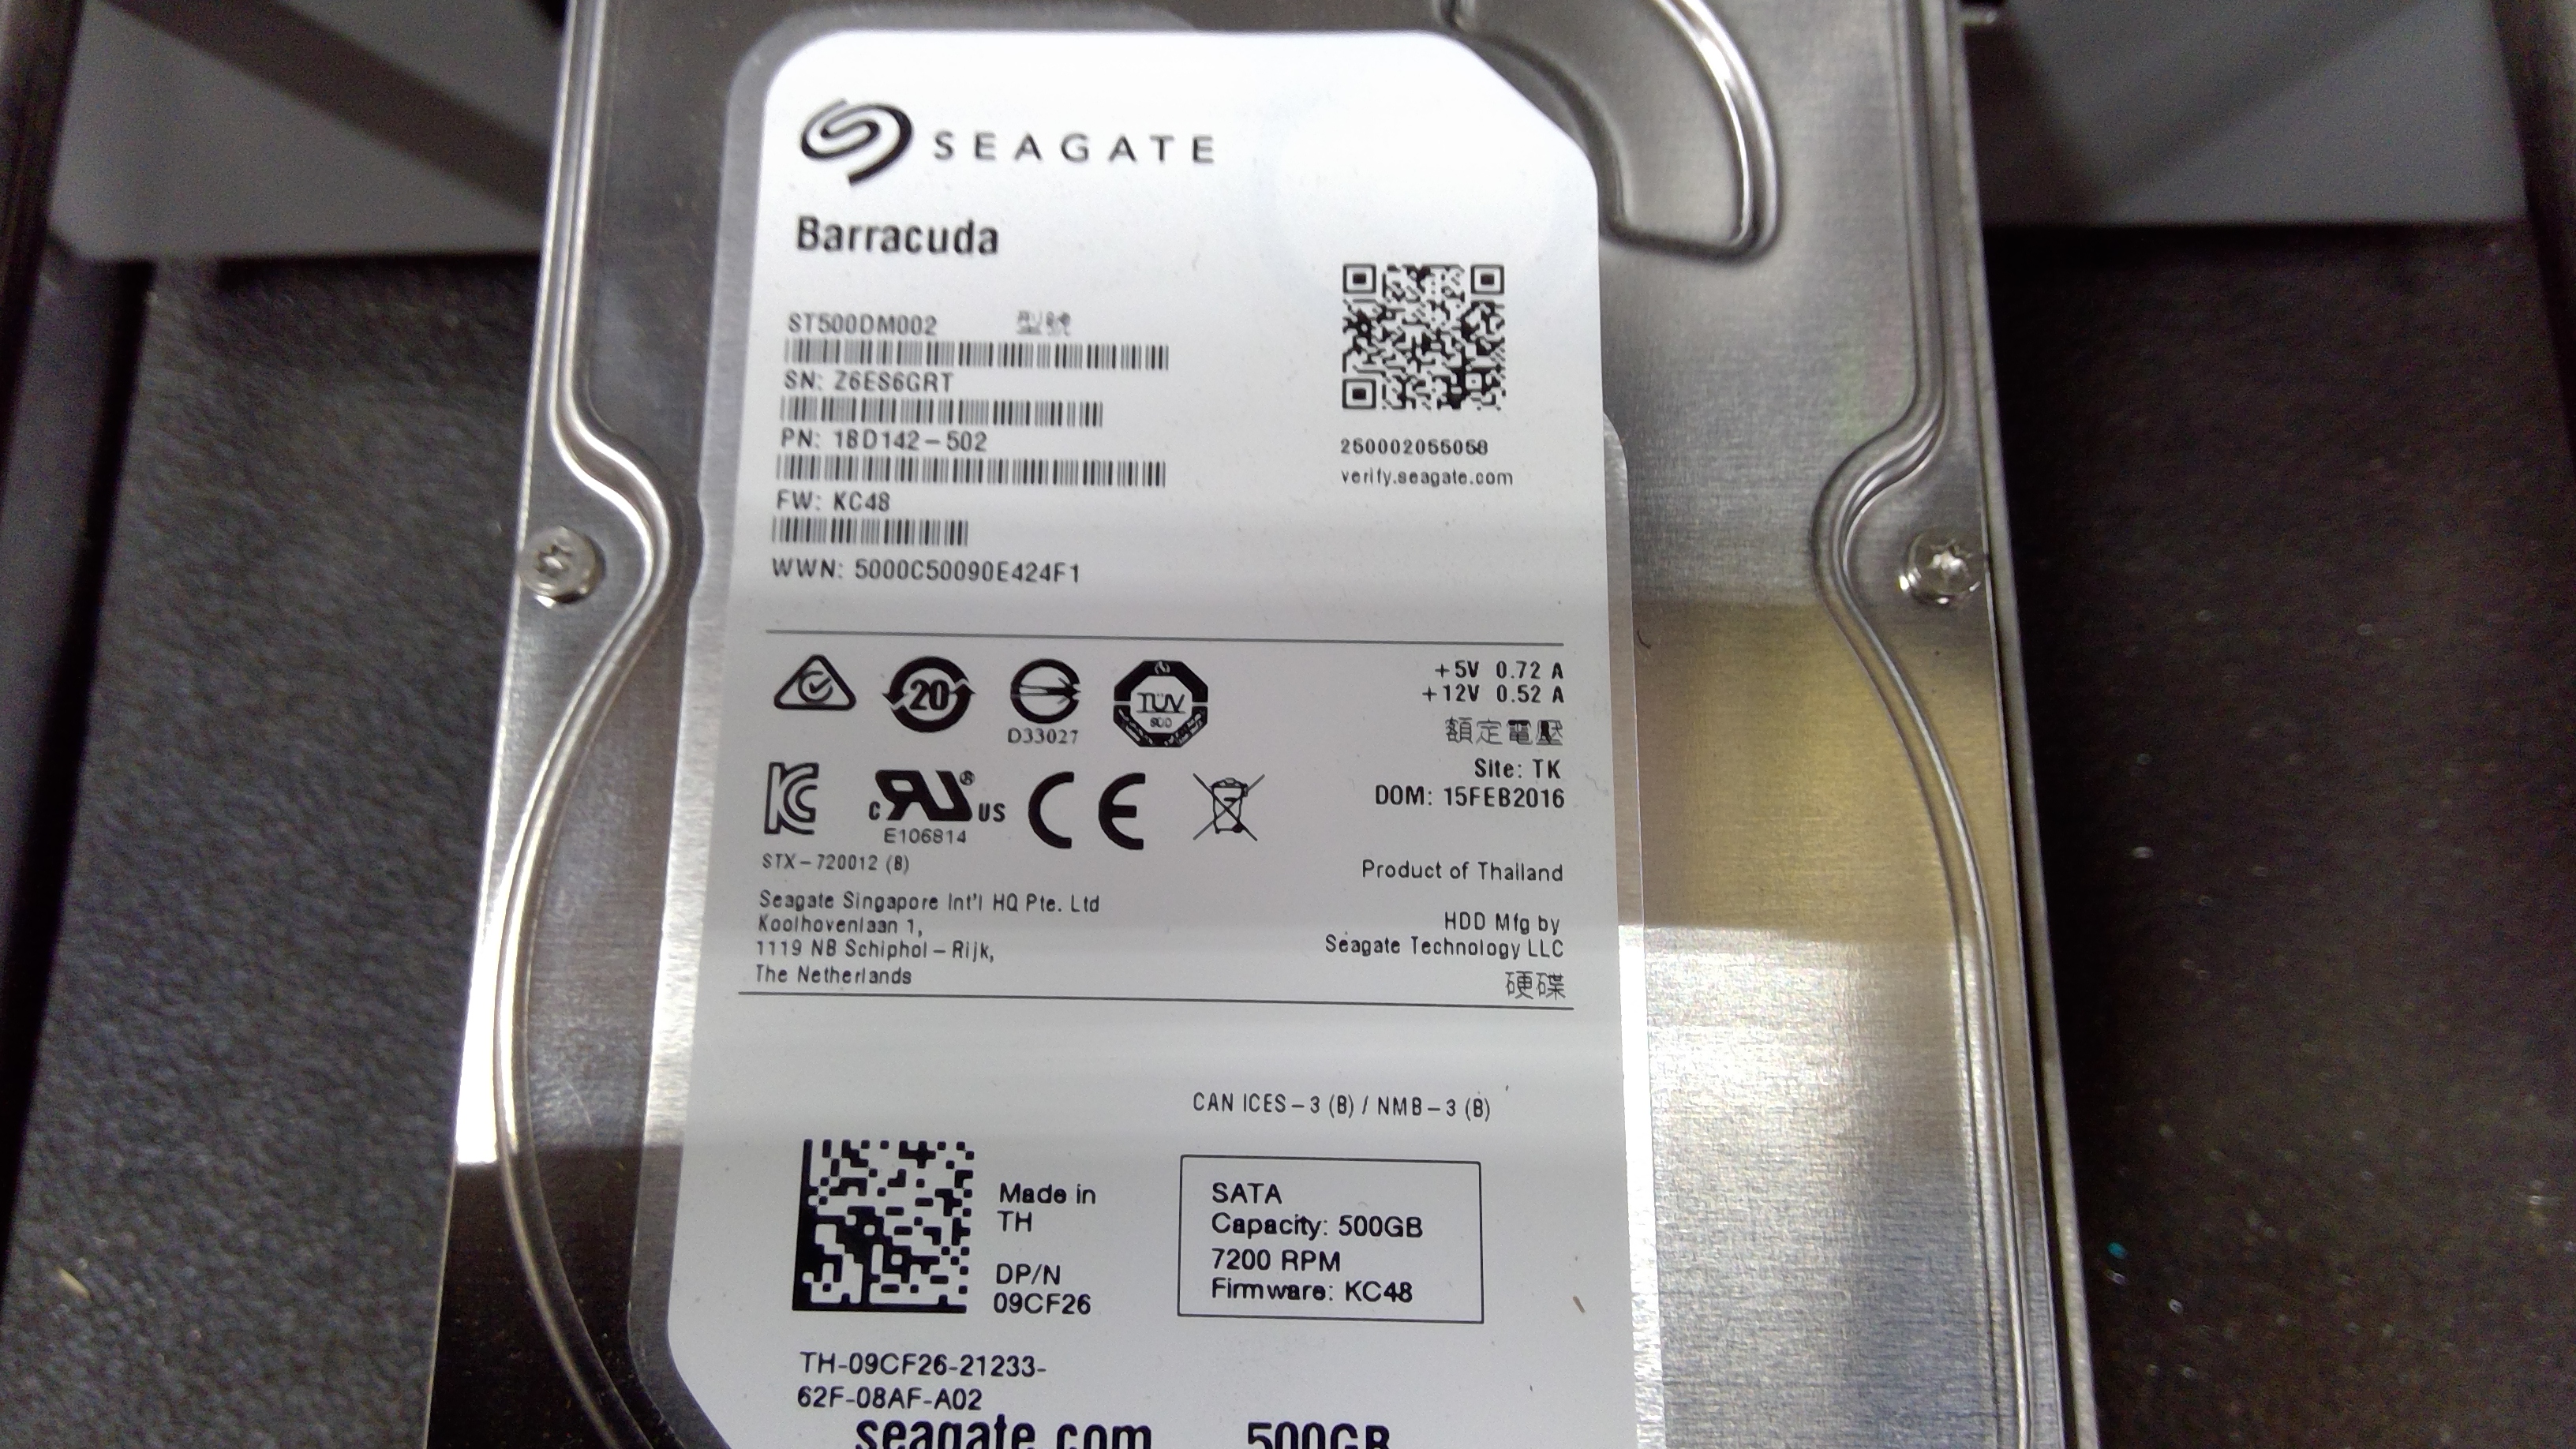 SEAGATE
Barracuda
ST500DM002 型號
SN: Z6ES6GRT
PN: 1BD142-502
FW: KC48
WWN: 5000C50090E424F1
250002055058
verify.seagate.com
20
D33027
TÜV
SÜD
+5V 0.72 A
+12V 0.52 A
額定電壓
Site: TK
DOM: 15FEB2016
c RU ® US
E106814
CE
STX-720012 (B)
Seagate Singapore Int'l HQ Pte. Ltd
Koolhovenlaan 1,
1119 NB Schiphol-Rijk,
The Netherlands
Product of Thailand
HDD Mfg by
Seagate Technology LLC
硬碟
CAN ICES-3 (B) / NMB-3 (B)
Made in
TH
DP/N
09CF26
SATA
Capacity: 500GB
7200 RPM
Firmware: KC48
TH-09CF26-21233-
62F-08AF-A02
seagate.com 500GB